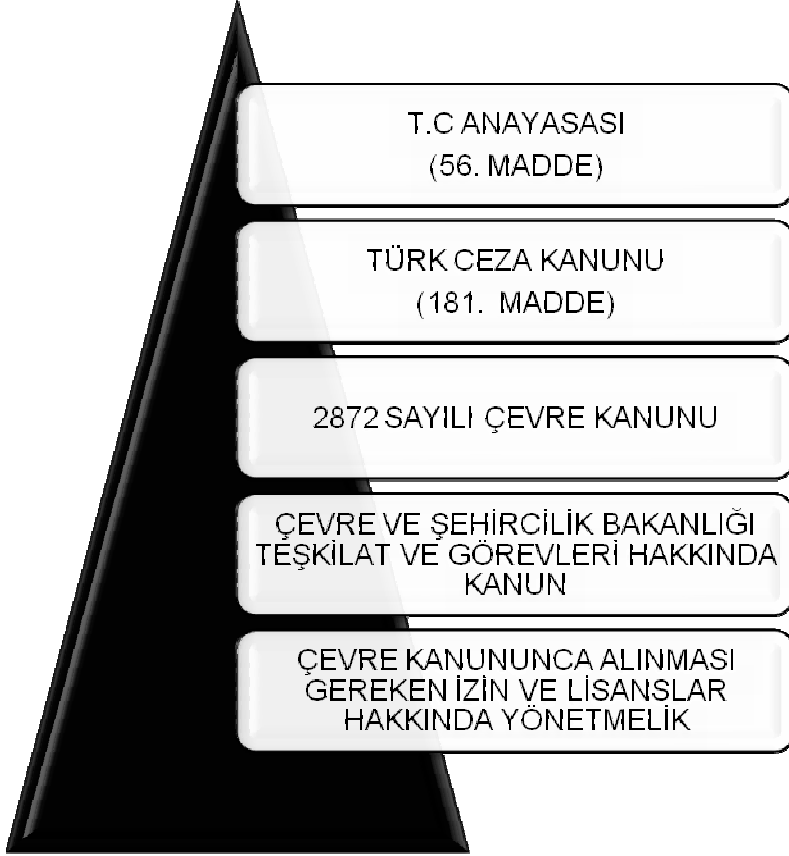 T.C ANAYASASI
(56. MADDE)
TÜRK CEZA KANUNU
(181. MADDE)
2872 SAYILI ÇEVRE KANUNU
ÇEVRE VE ŞEHİRCİLİK BAKANLIĞI
TEŞKİLAT VE GÖREVLERİ HAKKINDA
KANUN
ÇEVRE KANUNUNCA ALINMASI
GEREKEN İZİN VE LİSANSLAR
HAKKINDA YÖNETMELİK